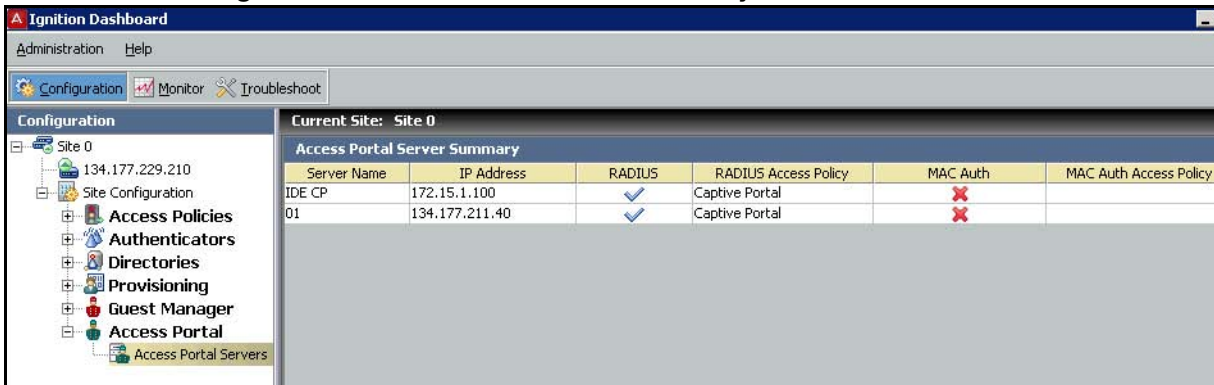 Ignition Dashboard
Administration Help
Configuration Monitor Troubleshoot
Configuration
Current Site: Site 0
Site 0
134.177.229.210
Site Configuration
Access Policies
Authenticators
Directories
Provisioning
Guest Manager
Access Portal
Access Portal Servers
Access Portal Server Summary
Server Name IP Address RADIUS RADIUS Access Policy MAC Auth MAC Auth Access Policy
IDE CP 172.15.1.100 Captive Portal
01 134.177.211.40 Captive Portal